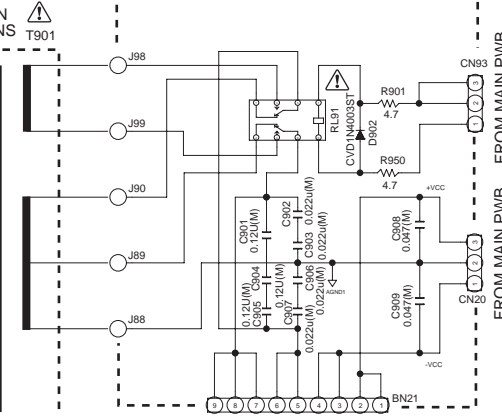 N
NS
T901
J98
J99
J90
J89
J88
RL91
CVD1N4003ST
D902
R901
4.7
R950
4.7
CN93
3
2
1
FROM MAIN PWB
C901
0.12U(M)
C902
0.022u(M)
C903
0.022u(M)
C904
0.12U(M)
C905
0.12U(M)
C906
0.022u(M)
C907
0.022u(M)
AGND1
+VCC
C908
0.047(M)
C909
0.047(M)
-VCC
3
2
1
CN20
FROM MAIN PWB
9
8
7
6
5
4
3
2
1
BN21